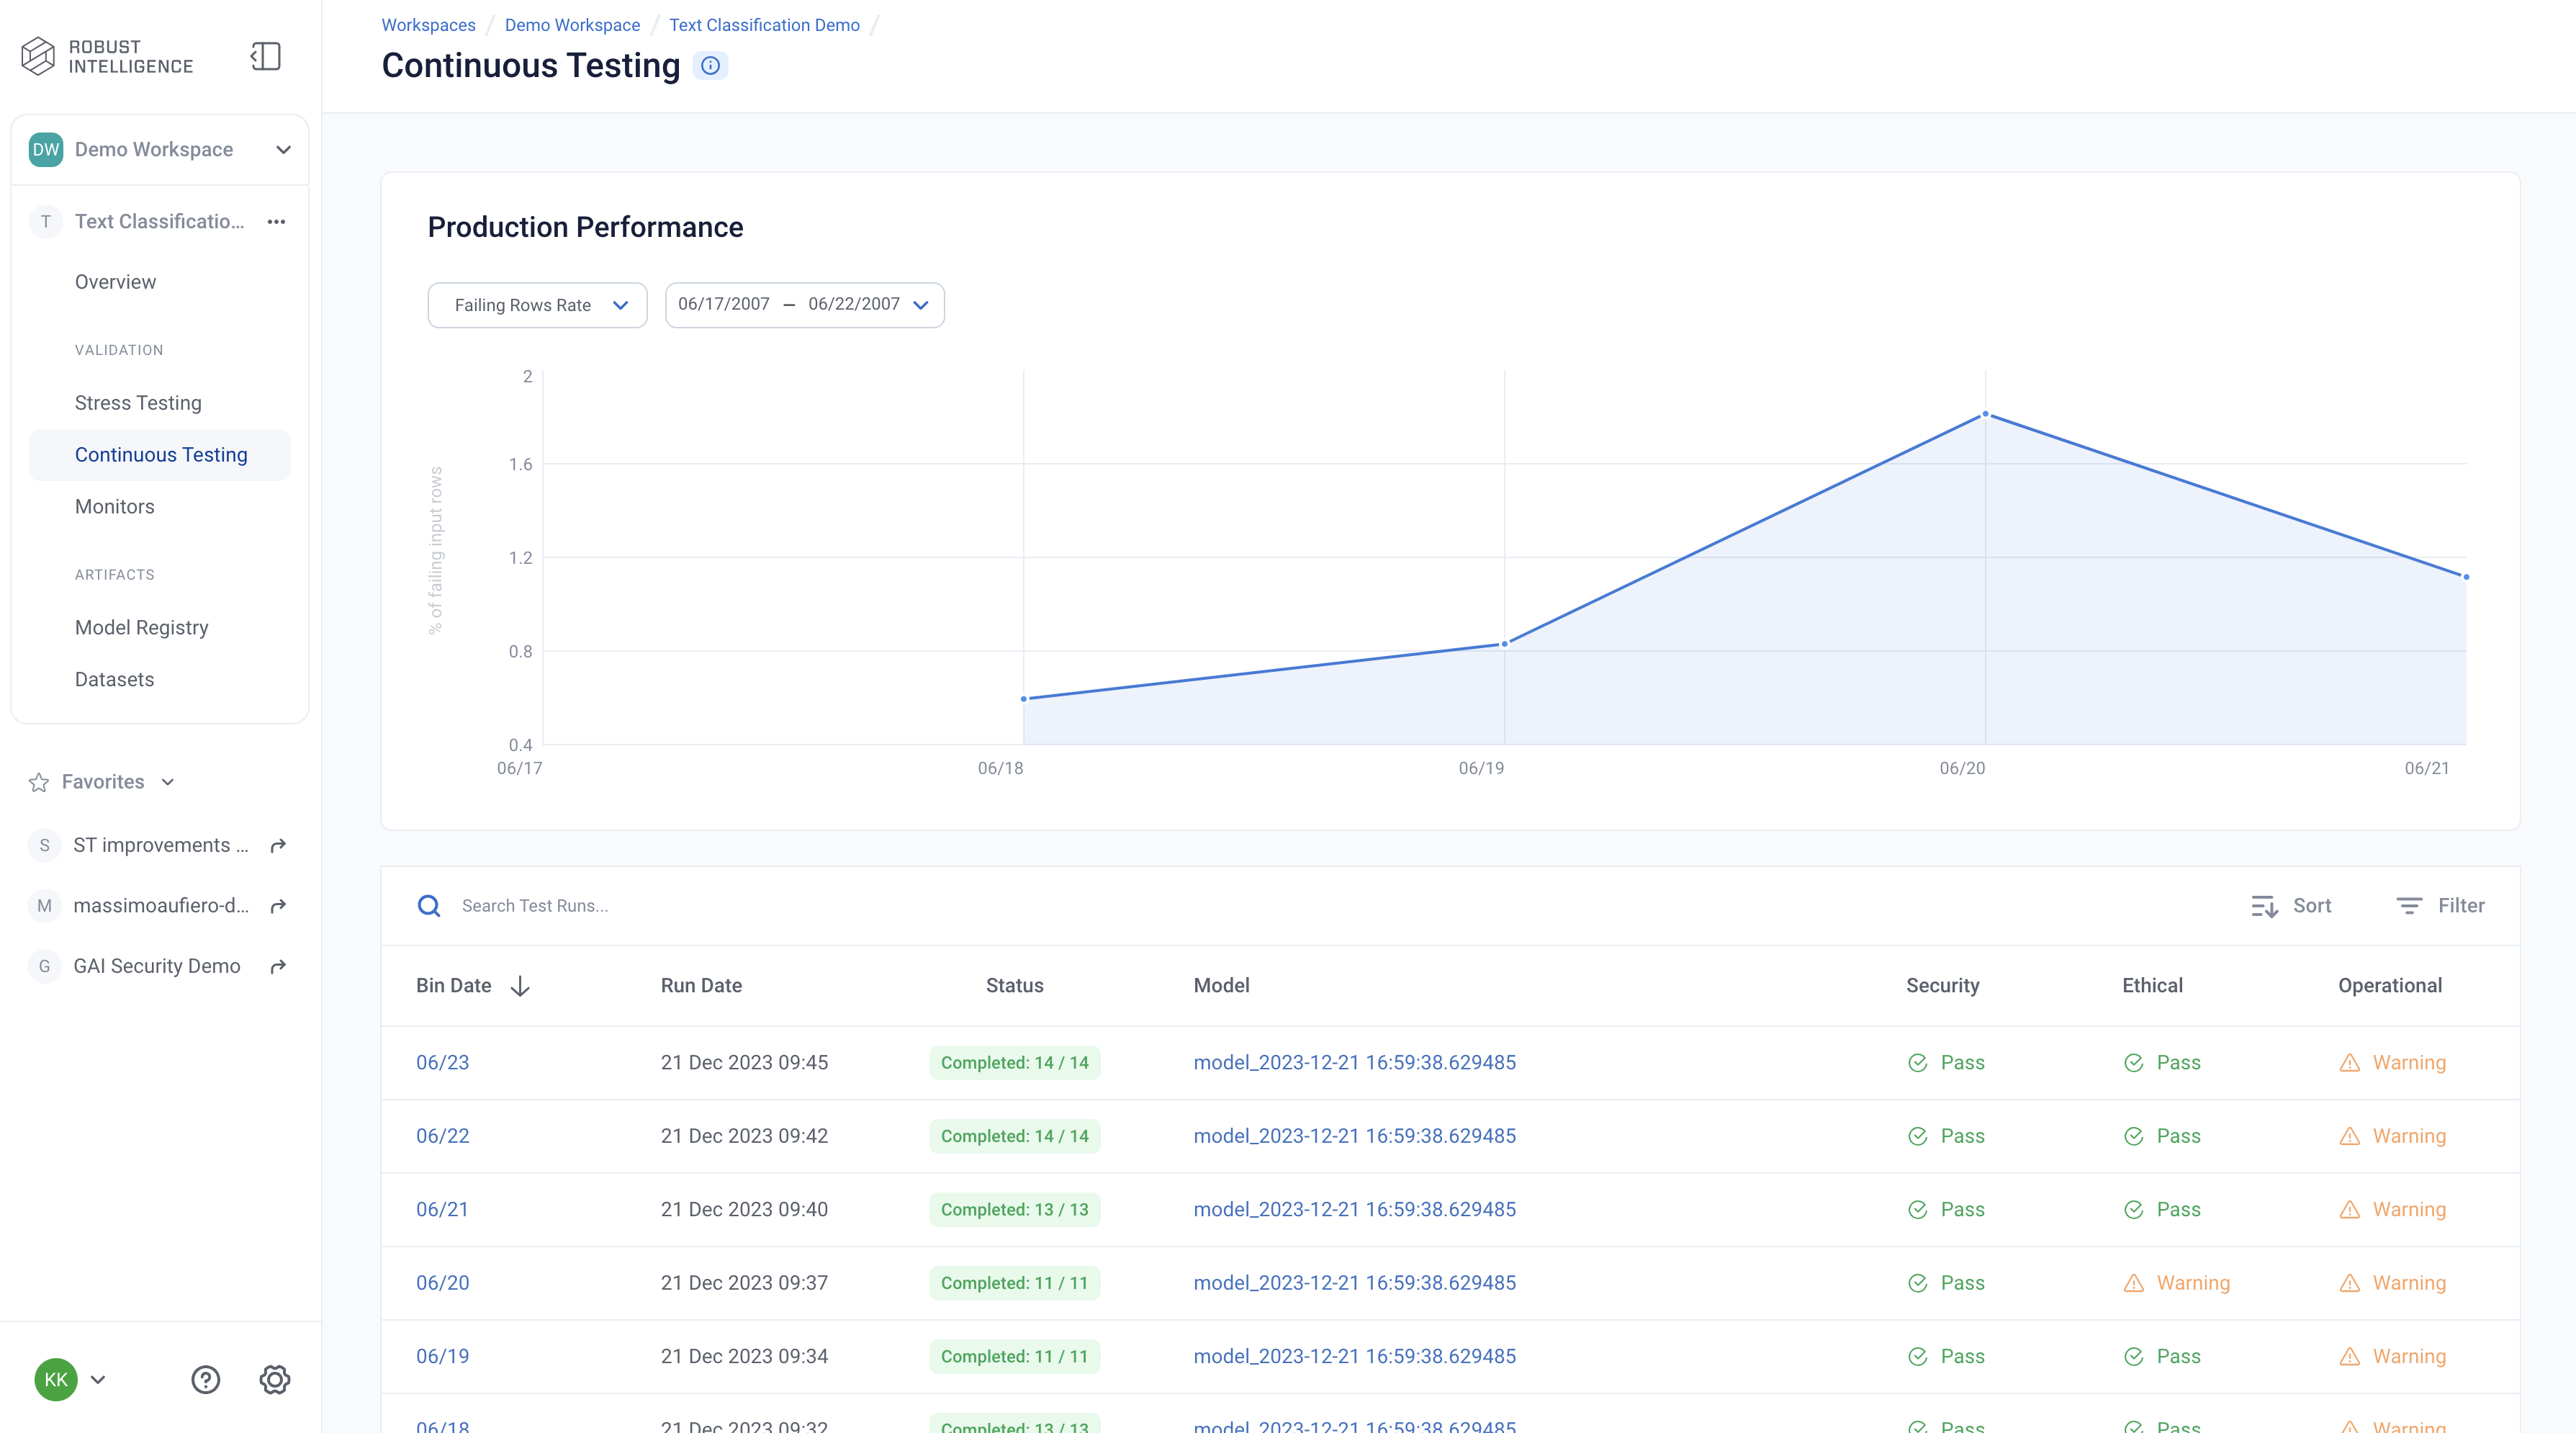 ROBUST
INTELLIGENCE
DW Demo Workspace
T Text Classificatio...
Overview
VALIDATION
Stress Testing
Continuous Testing
Monitors
ARTIFACTS
Model Registry
Datasets
Favorites
S ST improvements ...
M massimoaufiero-d...
G GAI Security Demo
KK
Workspaces / Demo Workspace / Text Classification Demo /
Continuous Testing
Production Performance
Failing Rows Rate 06/17/2007 – 06/22/2007
% of failing input rows
2
1.6
1.2
0.8
0.4
06/17 06/18 06/19 06/20 06/21
Search Test Runs... Sort Filter
Bin Date Run Date Status Model Security Ethical Operational
06/23 21 Dec 2023 09:45 Completed: 14 / 14 model_2023-12-21 16:59:38.629485 Pass Pass Warning
06/22 21 Dec 2023 09:42 Completed: 14 / 14 model_2023-12-21 16:59:38.629485 Pass Pass Warning
06/21 21 Dec 2023 09:40 Completed: 13 / 13 model_2023-12-21 16:59:38.629485 Pass Pass Warning
06/20 21 Dec 2023 09:37 Completed: 11 / 11 model_2023-12-21 16:59:38.629485 Pass Warning Warning
06/19 21 Dec 2023 09:34 Completed: 11 / 11 model_2023-12-21 16:59:38.629485 Pass Pass Warning
06/18 21 Dec 2023 09:32 Completed: 13 / 13 model_2023-12-21 16:59:38.629485 Pass Pass Warning